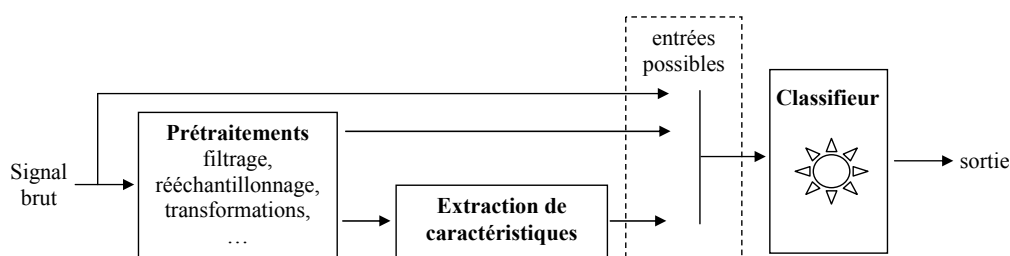 Signal
brut
Prétraitements
filtrage,
rééchantillonnage,
transformations,
…
Extraction de
caractéristiques
entrées
possibles
Classifieur
sortie